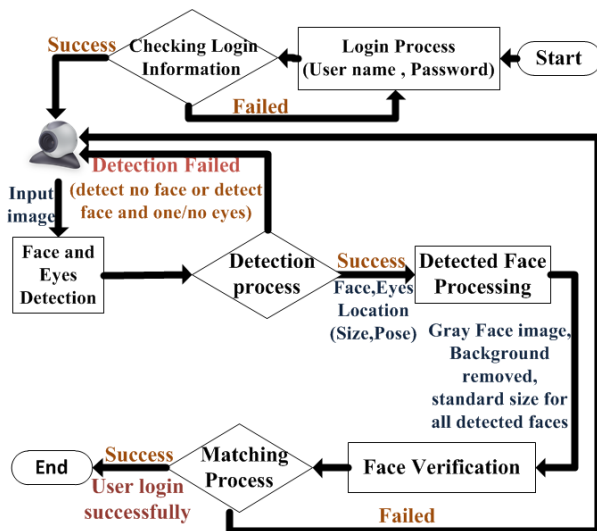 Start
Login Process
(User name , Password)
Checking Login
Information
Success
Failed
Detection Failed
(detect no face or detect
face and one/no eyes)
Input
image
Face and
Eyes
Detection
Detection
process
Success
Face,Eyes
Location
(Size,Pose)
Detected Face
Processing
Gray Face image,
Background
removed,
standard size for
all detected faces
Face Verification
Matching
Process
Failed
Success
User login
successfully
End